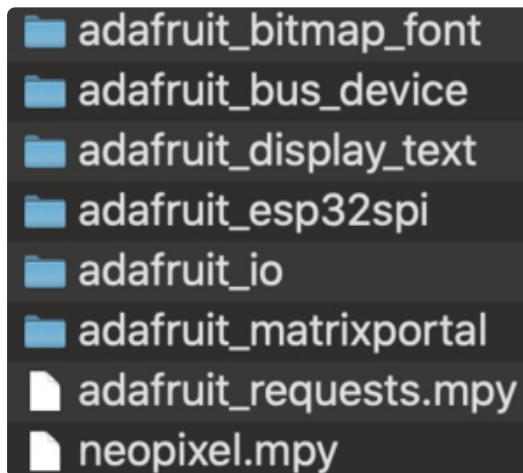 adafruit_bitmap_font
adafruit_bus_device
adafruit_display_text
adafruit_esp32spi
adafruit_io
adafruit_matrixportal
adafruit_requests.mpy
neopixel.mpy